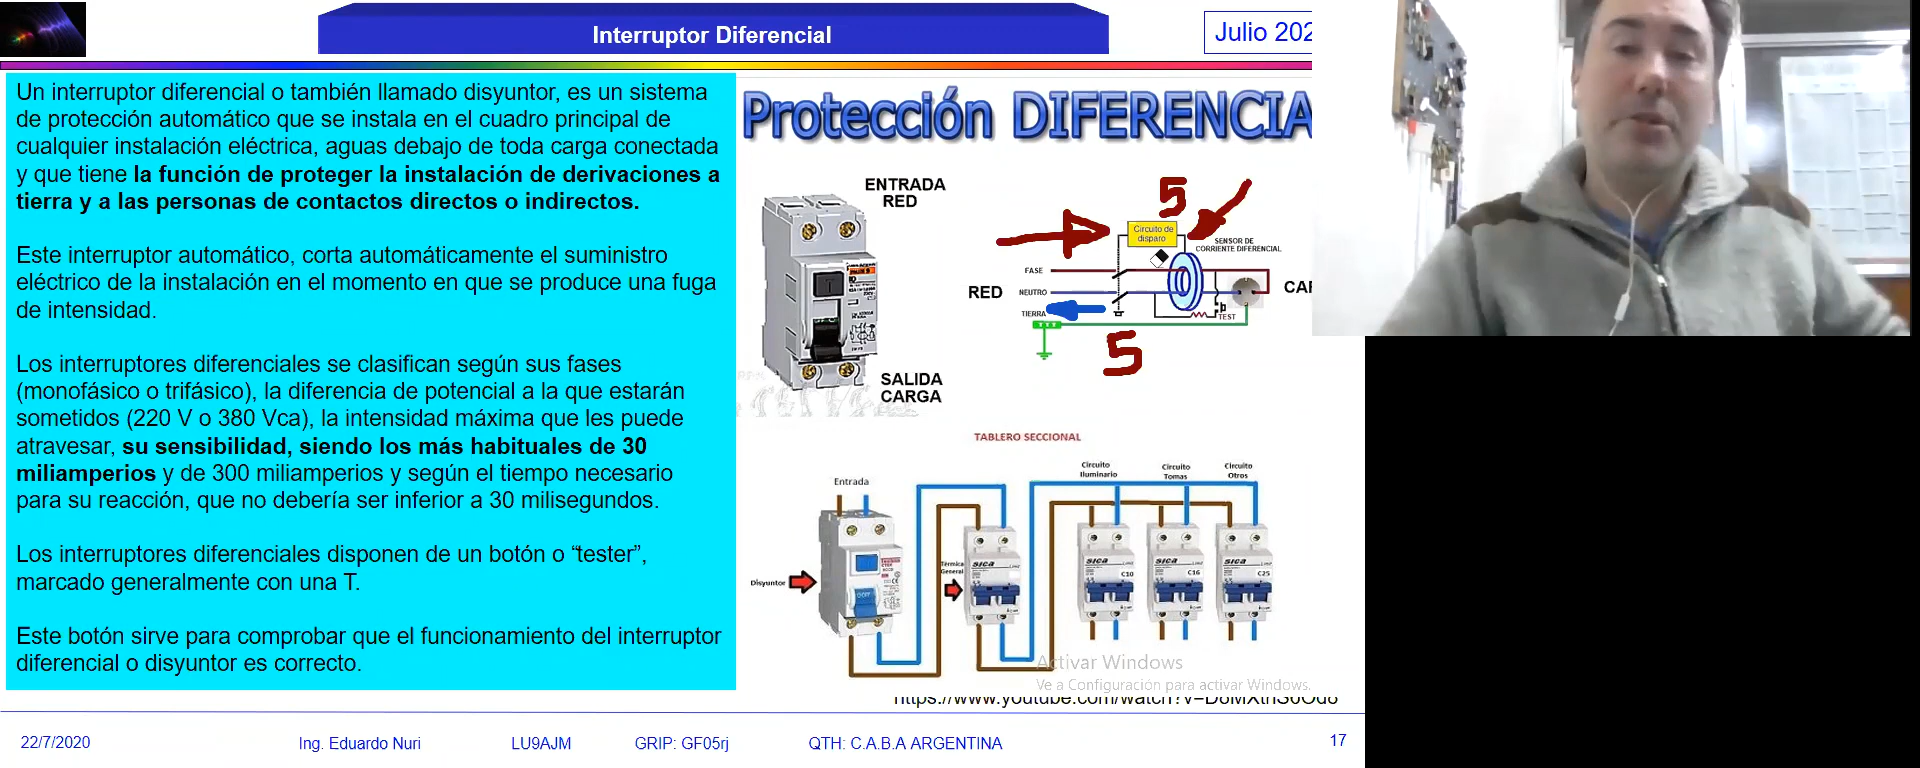 Interruptor Diferencial
Julio 202
Un interruptor diferencial o también llamado disyuntor, es un sistema
de protección automático que se instala en el cuadro principal de
cualquier instalación eléctrica, aguas debajo de toda carga conectada
y que tiene la función de proteger la instalación de derivaciones a
tierra y a las personas de contactos directos o indirectos.
Este interruptor automático, corta automáticamente el suministro
eléctrico de la instalación en el momento en que se produce una fuga
de intensidad.
Los interruptores diferenciales se clasifican según sus fases
(monofásico o trifásico), la diferencia de potencial a la que estarán
sometidos (220 V o 380 Vca), la intensidad máxima que les puede
atravesar, su sensibilidad, siendo los más habituales de 30
miliamperios y de 300 miliamperios y según el tiempo necesario
para su reacción, que no debería ser inferior a 30 milisegundos.
Los interruptores diferenciales disponen de un botón o “tester”,
marcado generalmente con una T.
Este botón sirve para comprobar que el funcionamiento del interruptor
diferencial o disyuntor es correcto.
Protección DIFERENCIA
ENTRADA
RED
SALIDA
CARGA
5
Circuito de
disparo
SENSOR DE
CORRIENTE DIFERENCIAL
FASE
RED
NEUTRO
CAR
TIERRA
TEST
5
TABLERO SECCIONAL
Entrada
Circuito
Iluminario
Circuito
Tomas
Circuito
Otros
Disyuntor
Térmica
General
sica
sica
C10
sica
C16
sica
C25
Activar Windows
Ve a Configuración para activar Windows.
22/7/2020
Ing. Eduardo Nuri
LU9AJM
GRIP: GF05rj
QTH: C.A.B.A ARGENTINA
17